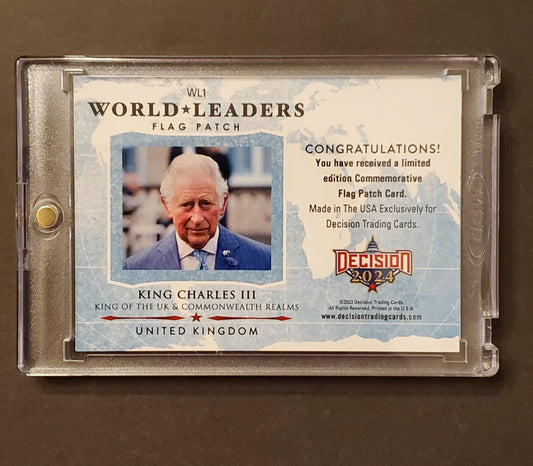 WL1
WORLD★LEADERS
FLAG PATCH
CONGRATULATIONS!
You have received a limited
edition Commemorative
Flag Patch Card.
Made in The USA Exclusively for
Decision Trading Cards.
DECISION
2024
KING CHARLES III
KING OF THE UK & COMMONWEALTH REALMS
UNITED KINGDOM
©2023 Decision Trading Cards.
All Rights Reserved. Printed in the U.S.A
www.decisiontradingcards.com